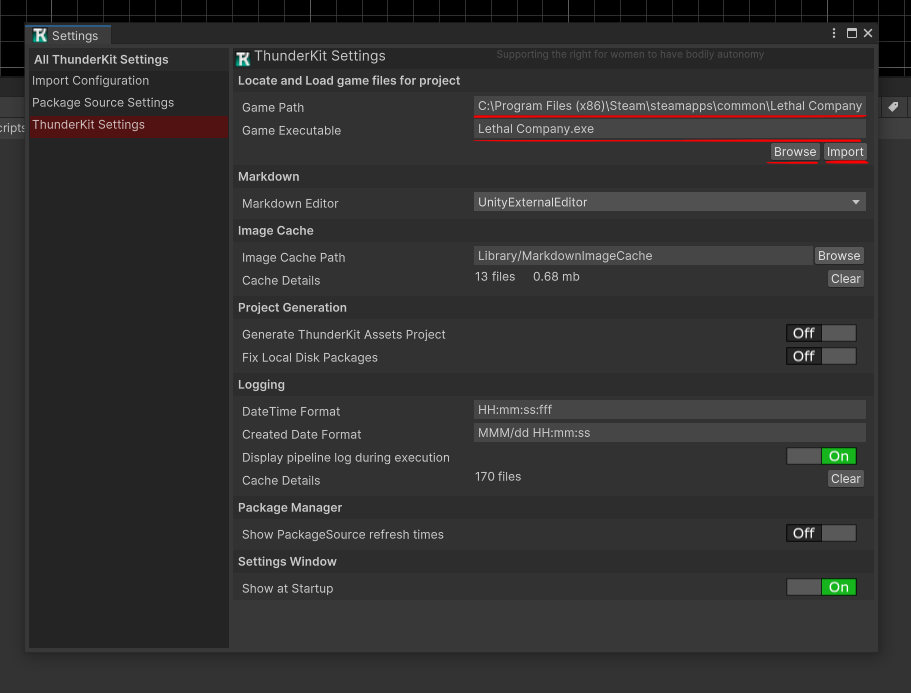 Settings
All ThunderKit Settings
Import Configuration
Package Source Settings
ThunderKit Settings
cripts
ThunderKit Settings
Supporting the right for women to have bodily autonomy
Locate and Load game files for project
Game Path
C:\Program Files (x86)\Steam\steamapps\common\Lethal Company
Game Executable
Lethal Company.exe
Browse Import
Markdown
Markdown Editor
UnityExternalEditor
Image Cache
Image Cache Path
Library/MarkdownImageCache
Browse
Cache Details
13 files 0.68 mb
Clear
Project Generation
Generate ThunderKit Assets Project
Off
Fix Local Disk Packages
Off
Logging
DateTime Format
HH:mm:ss:fff
Created Date Format
MMM/dd HH:mm:ss
Display pipeline log during execution
On
Cache Details
170 files
Clear
Package Manager
Show PackageSource refresh times
Off
Settings Window
Show at Startup
On